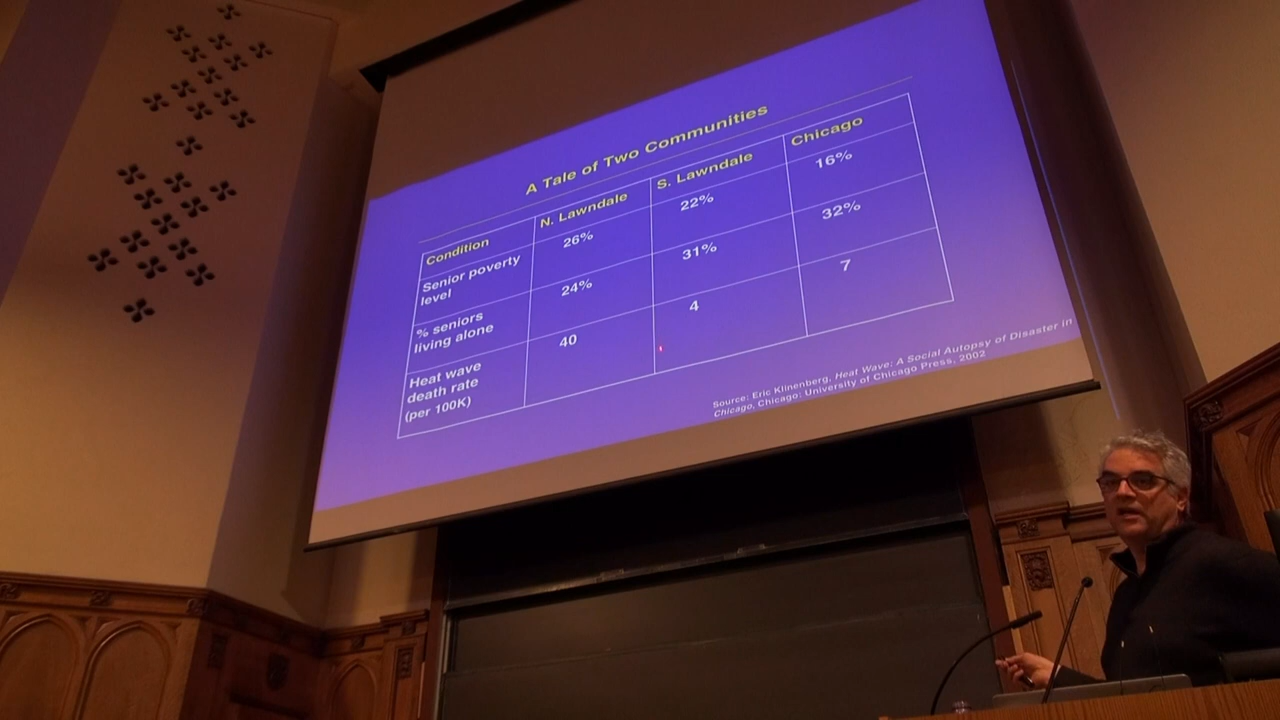 A Tale of Two Communities
Condition N. Lawndale S. Lawndale Chicago
Senior poverty 26% 22% 16%
level
% seniors 24% 31% 32%
living alone
Heat wave 40 4 7
death rate
(per 100K)
Source: Eric Klinenberg, Heat Wave: A Social Autopsy of Disaster in
Chicago, Chicago: University of Chicago Press, 2002